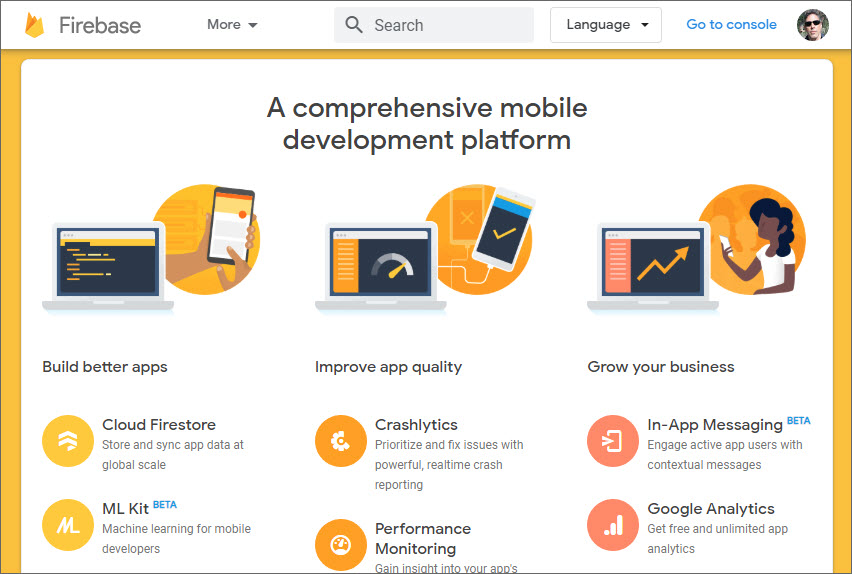 Firebase
More
Search
Language
Go to console
A comprehensive mobile
development platform
Build better apps
Cloud Firestore
Store and sync app data at
global scale
ML Kit BETA
Machine learning for mobile
developers
Improve app quality
Crashlytics
Prioritize and fix issues with
powerful, realtime crash
reporting
Performance
Monitoring
Gain insight into your app's
Grow your business
In-App Messaging BETA
Engage active app users with
contextual messages
Google Analytics
Get free and unlimited app
analytics